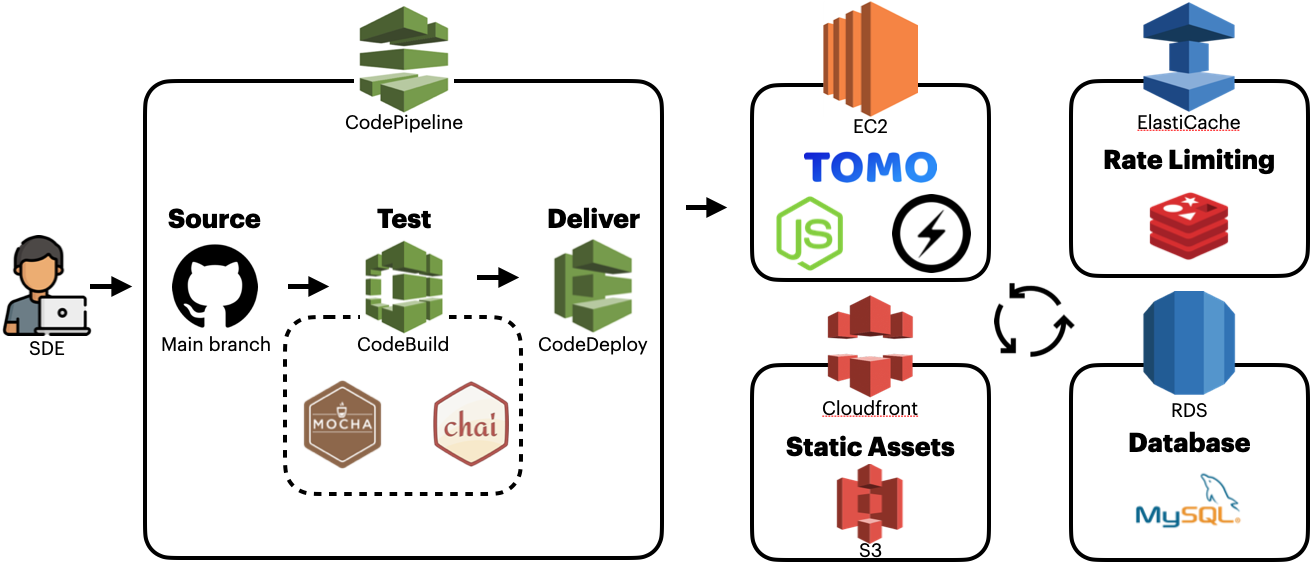 CodePipeline
Source
Test
Deliver
SDE
Main branch
CodeBuild
CodeDeploy
MOCHA
chai
EC2
TOMO
JS
ElastiCache
Rate Limiting
Cloudfront
Static Assets
S3
RDS
Database
MySQL